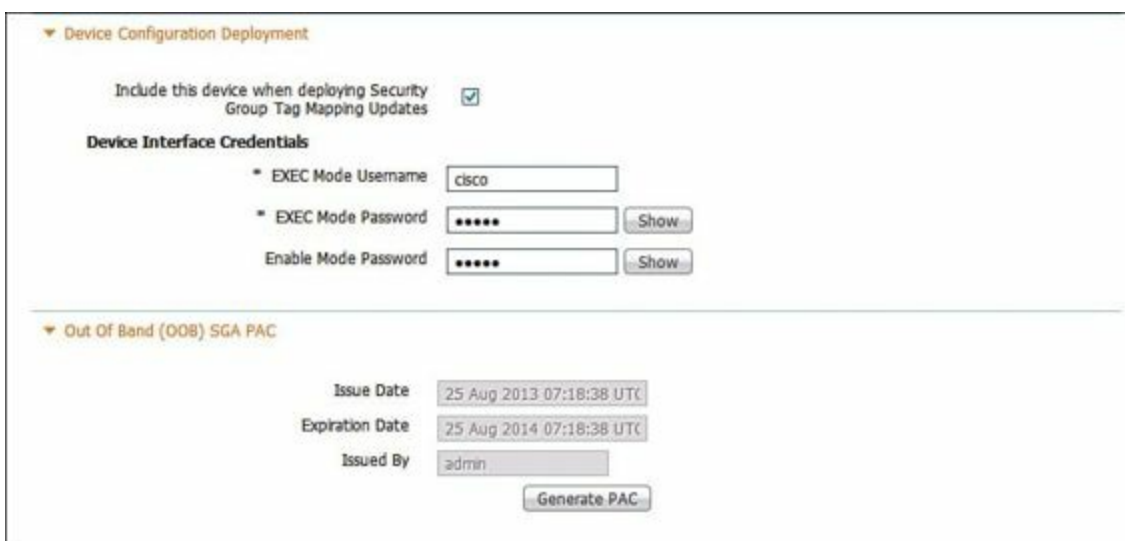 Device Configuration Deployment
Include this device when deploying Security
Group Tag Mapping Updates
Device Interface Credentials
* EXEC Mode Username cisco
* EXEC Mode Password ••••• Show
Enable Mode Password ••••• Show
Out Of Band (OOB) SGA PAC
Issue Date 25 Aug 2013 07:18:38 UTC
Expiration Date 25 Aug 2014 07:18:38 UTC
Issued By admin
Generate PAC